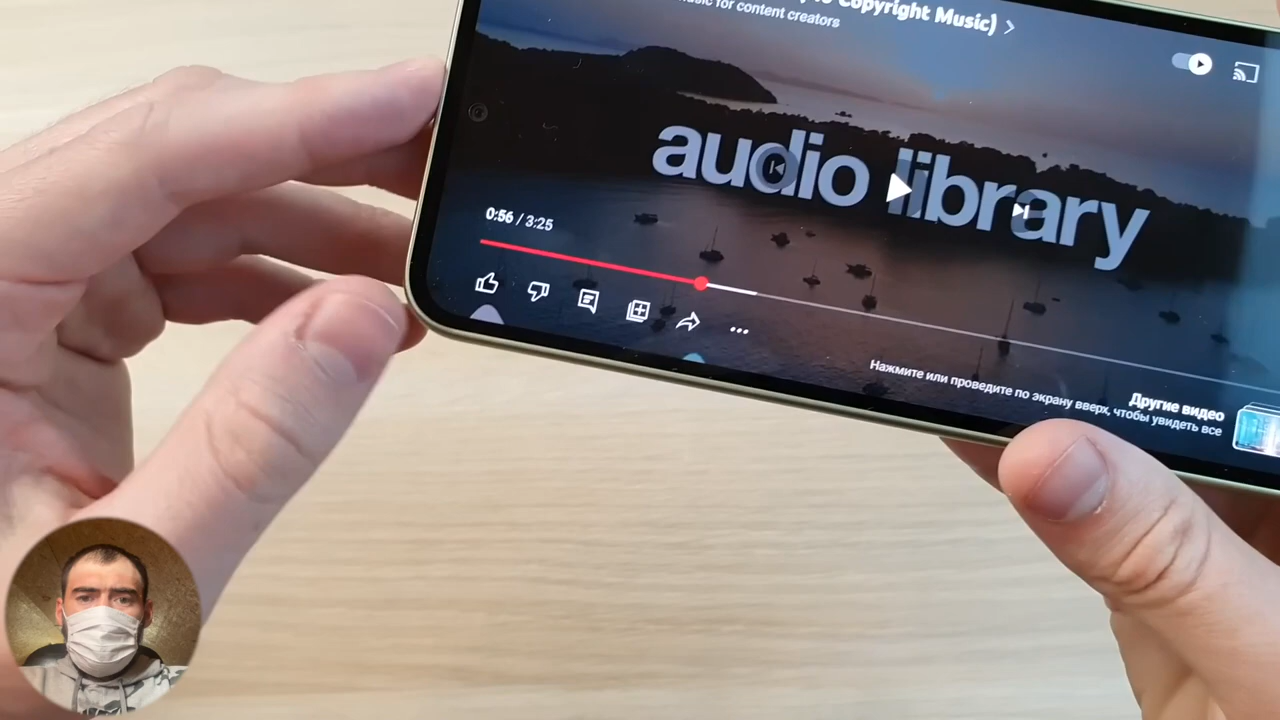 Copyright Music)
music for content creators
audio library
0:56 / 3:25
Нажмите или проведите по экрану вверх, чтобы увидеть все
Другие видео